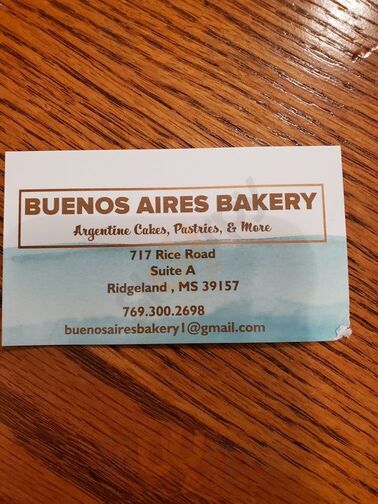 BUENOS AIRES BAKERY
Argentine Cakes, Pastries, & More
717 Rice Road
Suite A
Ridgeland , MS 39157
769.300.2698
buenosairesbakery1@gmail.com